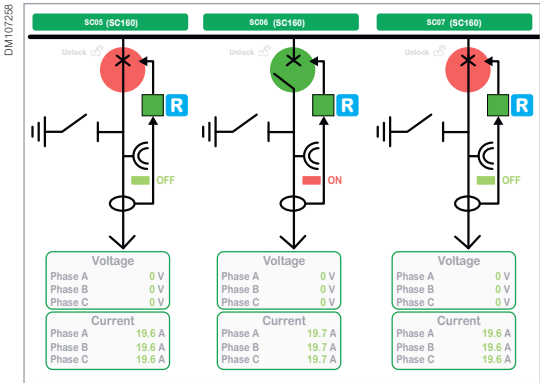 DM107258
SC05 (SC160)
Unlock
R
OFF
Voltage
Phase A 0 V
Phase B 0 V
Phase C 0 V
Current
Phase A 19.6 A
Phase B 19.6 A
Phase C 19.6 A
SC06 (SC160)
Unlock
R
ON
Voltage
Phase A 0 V
Phase B 0 V
Phase C 0 V
Current
Phase A 19.7 A
Phase B 19.7 A
Phase C 19.7 A
SC07 (SC160)
Unlock
R
OFF
Voltage
Phase A 0 V
Phase B 0 V
Phase C 0 V
Current
Phase A 19.6 A
Phase B 19.6 A
Phase C 19.6 A